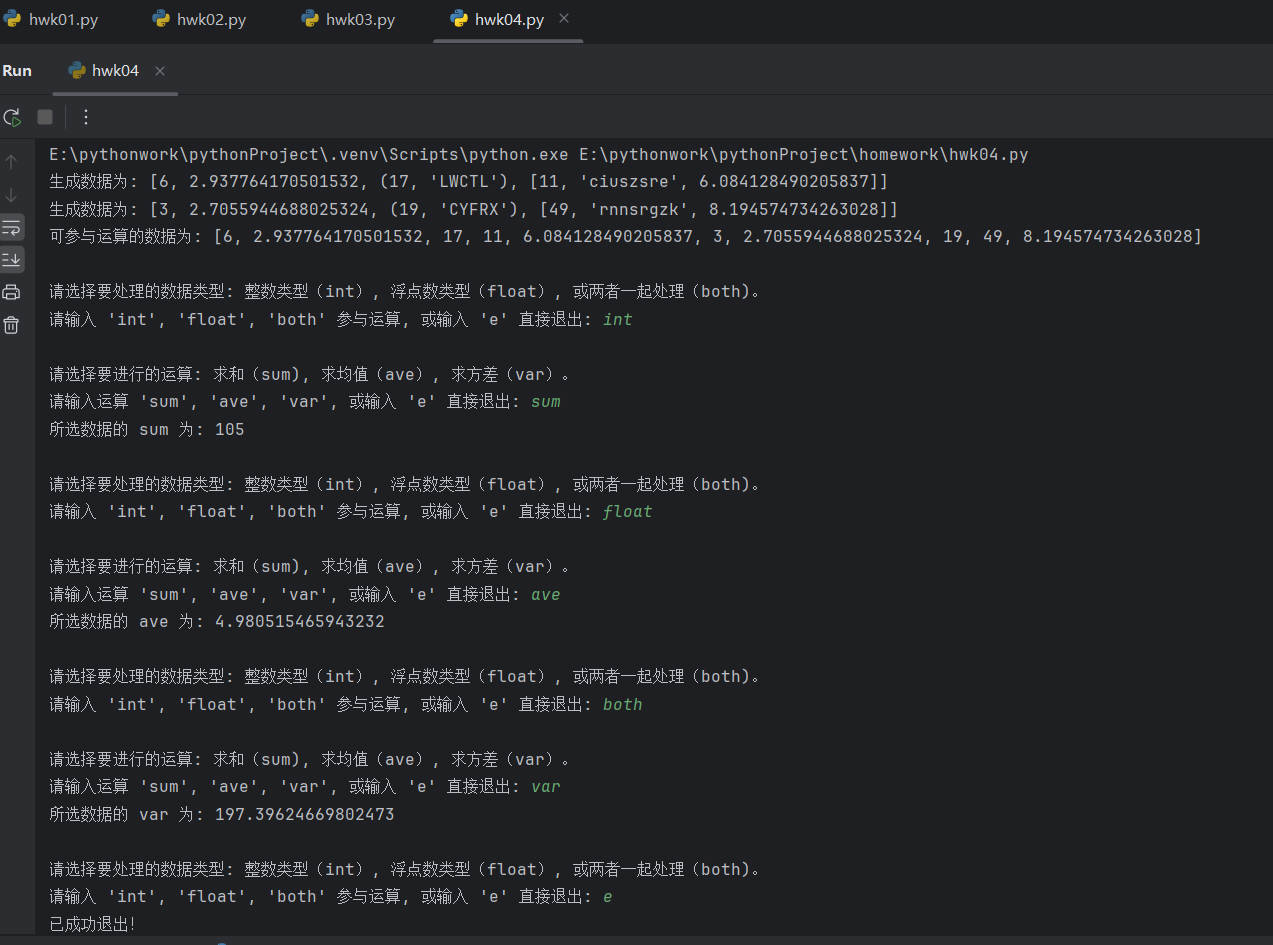 hwk01.py hwk02.py hwk03.py hwk04.py
Run hwk04
E:\pythonwork\pythonProject\.venv\Scripts\python.exe E:\pythonwork\pythonProject\homework\hwk04.py
生成数据为: [6, 2.937764170501532, (17, 'LWCTL'), [11, 'ciuszsre', 6.084128490205837]]
生成数据为: [3, 2.7055944688025324, (19, 'CYFRX'), [49, 'rnnsrgzk', 8.194574734263028]]
可参与运算的数据为: [6, 2.937764170501532, 17, 11, 6.084128490205837, 3, 2.7055944688025324, 19, 49, 8.194574734263028]
请选择要处理的数据类型: 整数类型（int）, 浮点数类型（float）, 或两者一起处理（both)。
请输入 'int', 'float', 'both' 参与运算, 或输入 'e' 直接退出: int
请选择要进行的运算: 求和（sum), 求均值（ave）, 求方差（var）。
请输入运算 'sum', 'ave', 'var', 或输入 'e' 直接退出: sum
所选数据的 sum 为: 105
请选择要处理的数据类型: 整数类型（int）, 浮点数类型（float）, 或两者一起处理（both)。
请输入 'int', 'float', 'both' 参与运算, 或输入 'e' 直接退出: float
请选择要进行的运算: 求和（sum), 求均值（ave）, 求方差（var）。
请输入运算 'sum', 'ave', 'var', 或输入 'e' 直接退出: ave
所选数据的 ave 为: 4.980515465943232
请选择要处理的数据类型: 整数类型（int）, 浮点数类型（float）, 或两者一起处理（both)。
请输入 'int', 'float', 'both' 参与运算, 或输入 'e' 直接退出: both
请选择要进行的运算: 求和（sum), 求均值（ave）, 求方差（var）。
请输入运算 'sum', 'ave', 'var', 或输入 'e' 直接退出: var
所选数据的 var 为: 197.39624669802473
请选择要处理的数据类型: 整数类型（int）, 浮点数类型（float）, 或两者一起处理（both)。
请输入 'int', 'float', 'both' 参与运算, 或输入 'e' 直接退出: e
已成功退出!